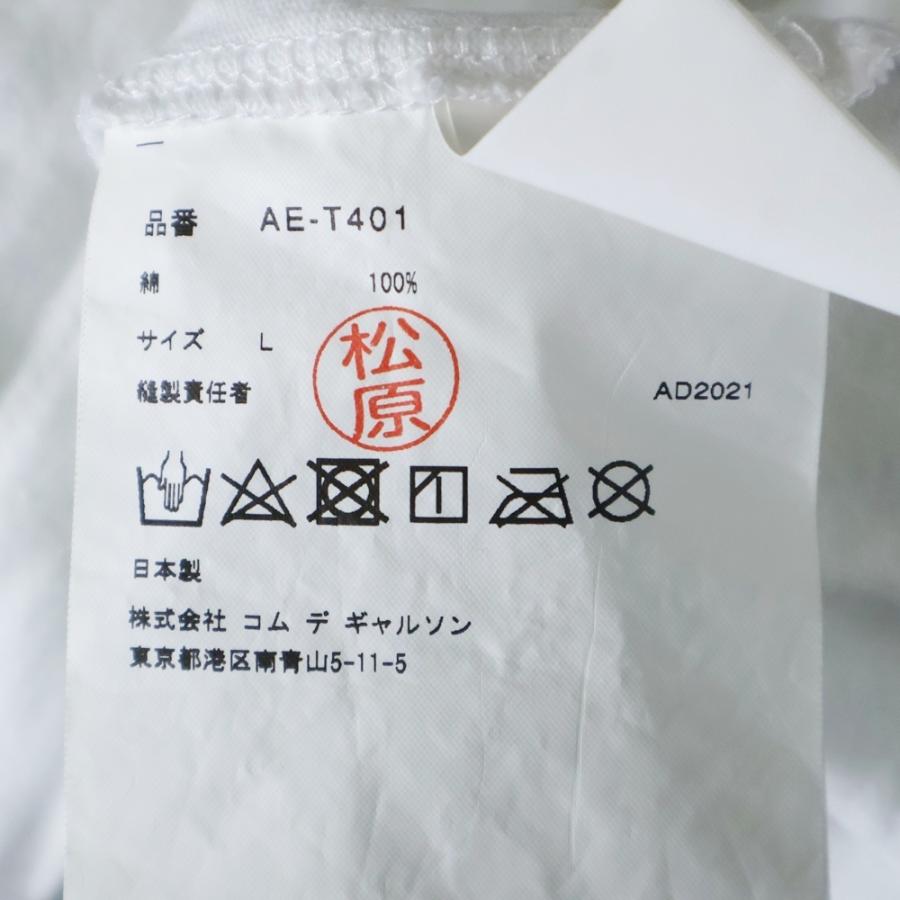 品番 AE-T401
綿 100%
サイズ L
松原
縫製責任者 AD2021
日本製
株式会社 コム デ ギャルソン
東京都港区南青山5-11-5